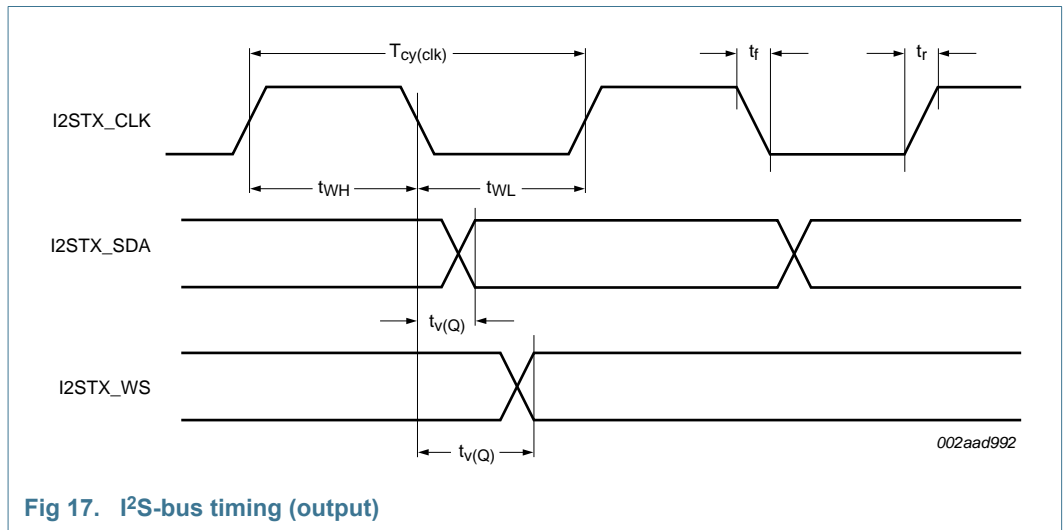 Tcy(clk)
tf
tr
I2STX_CLK
tWH
tWL
I2STX_SDA
tv(Q)
I2STX_WS
tv(Q)
002aad992
Fig 17. I2S-bus timing (output)